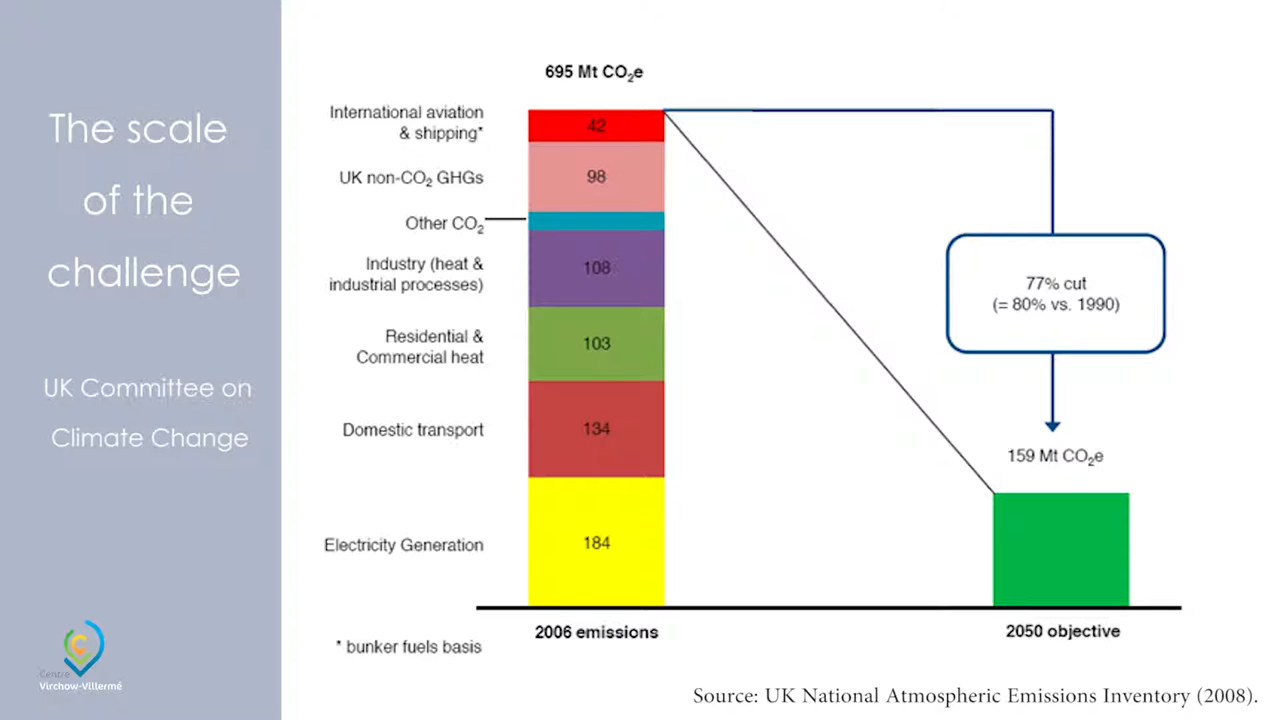 The scale
of the
challenge
UK Committee on
Climate Change
Centre
Virchow-Villermé
695 Mt CO₂e
International aviation
& shipping*
42
UK non-CO₂ GHGs
98
Other CO₂
Industry (heat &
industrial processes)
108
Residential &
Commercial heat
103
Domestic transport
134
Electricity Generation
184
77% cut
(= 80% vs. 1990)
159 Mt CO₂e
2006 emissions
2050 objective
* bunker fuels basis
Source: UK National Atmospheric Emissions Inventory (2008).